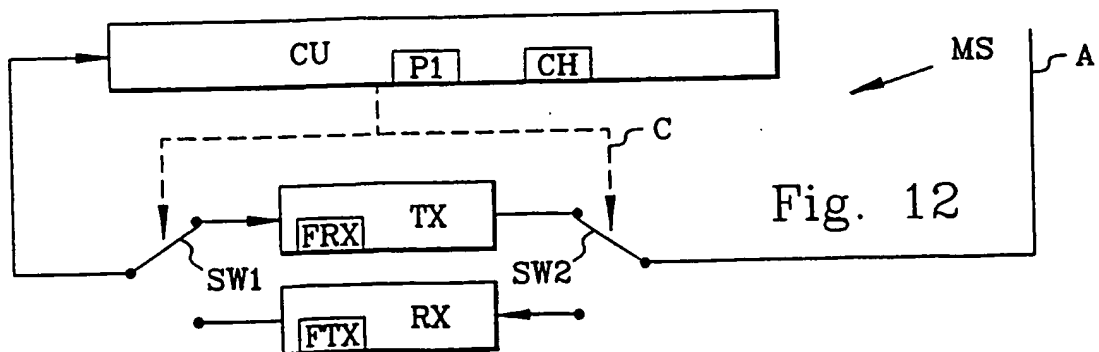 CU P1 CH MS A
C
TX Fig. 12
FRX
SW1 SW2
RX
FTX